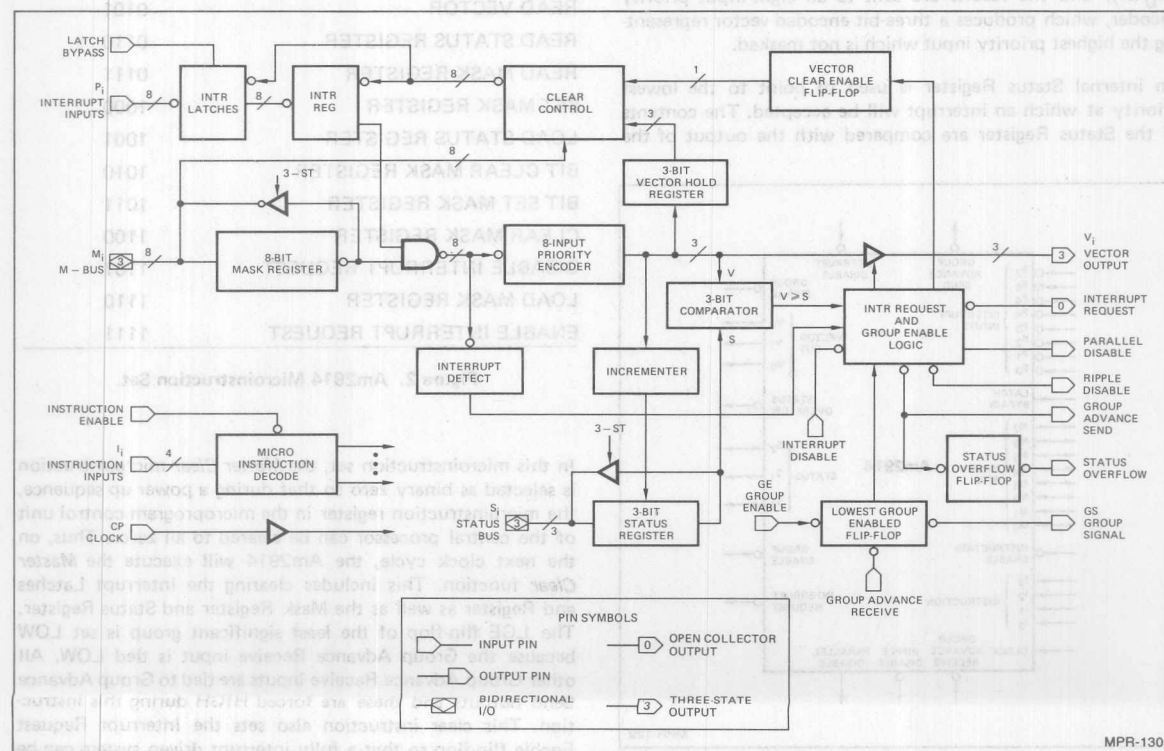 LATCH
BYPASS
Pi
INTERRUPT
INPUTS
8
INTR
LATCHES
8
INTR
REG
8
CLEAR
CONTROL
1
VECTOR
CLEAR ENABLE
FLIP-FLOP
3
8
3-ST
3-BIT
VECTOR HOLD
REGISTER
Mi
3
M-BUS
8
8-BIT
MASK REGISTER
8
8-INPUT
PRIORITY
ENCODER
3
V
3-BIT
COMPARATOR
V ≥ S
S
INTR REQUEST
AND
GROUP ENABLE
LOGIC
3
3
Vi
VECTOR
OUTPUT
0
INTERRUPT
REQUEST
PARALLEL
DISABLE
RIPPLE
DISABLE
GROUP
ADVANCE
SEND
INTERRUPT
DETECT
INCREMENTER
INTERRUPT
DISABLE
INSTRUCTION
ENABLE
Ii
INSTRUCTION
INPUTS
4
MICRO
INSTRUCTION
DECODE
3-ST
STATUS
OVERFLOW
FLIP-FLOP
STATUS
OVERFLOW
CP
CLOCK
Si
STATUS
BUS
3
3
3-BIT
STATUS
REGISTER
GE
GROUP
ENABLE
LOWEST GROUP
ENABLED
FLIP-FLOP
GS
GROUP
SIGNAL
GROUP ADVANCE
RECEIVE
PIN SYMBOLS
INPUT PIN
0
OPEN COLLECTOR
OUTPUT
OUTPUT PIN
BIDIRECTIONAL
I/O
3
THREE-STATE
OUTPUT
MPR-130